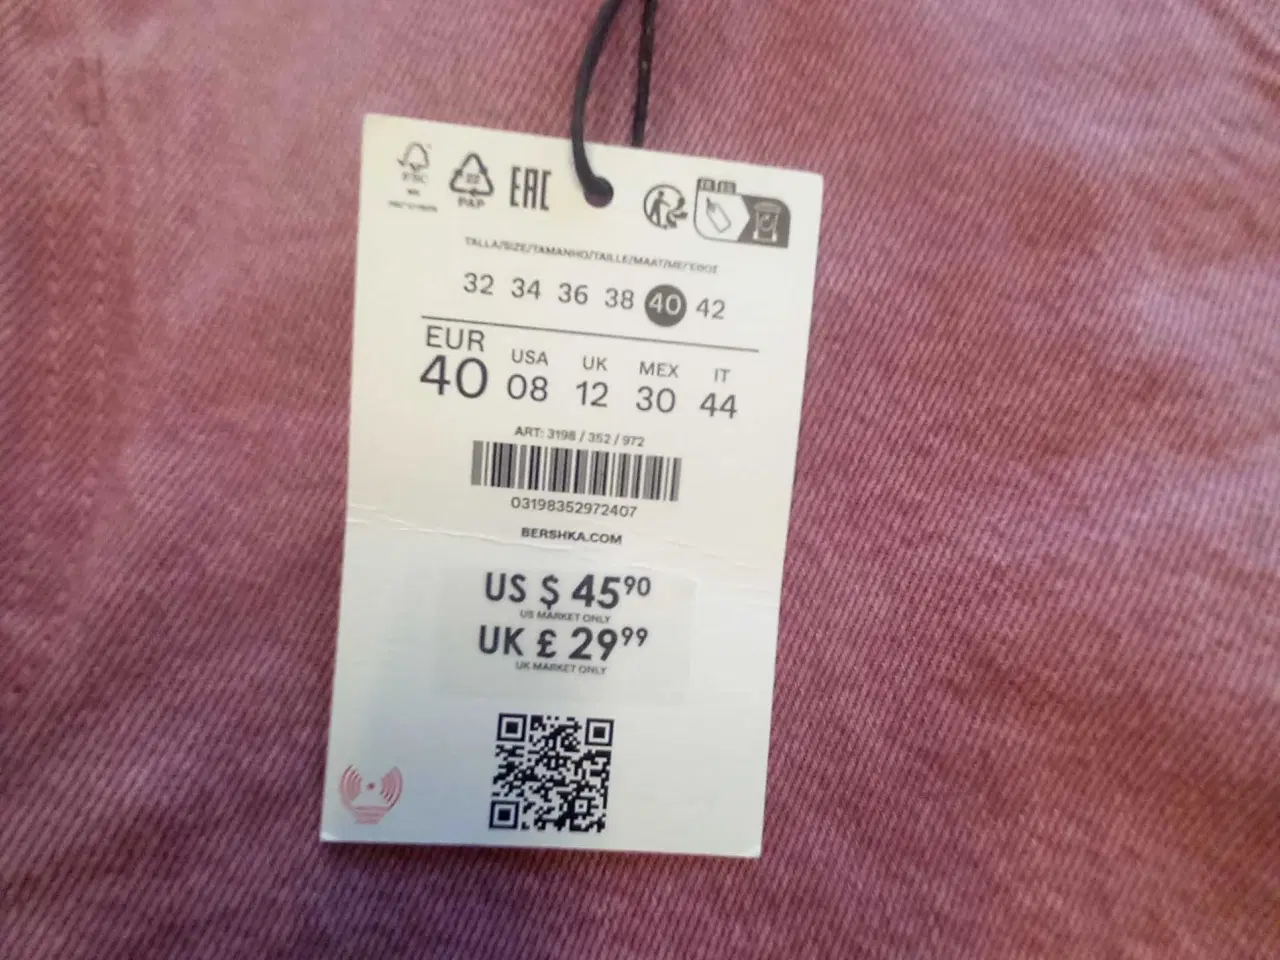 FSC
PAP
EAC
FR
TALLA/SIZE/TAMANHO/TAILLE/MAAT/ΜΕΓΕΘΟΣ
32 34 36 38 40 42
EUR USA UK MEX IT
40 08 12 30 44
ART: 3198 / 352 / 972
03198352972407
BERSHKA.COM
US $ 45⁹⁰
US MARKET ONLY
UK £ 29⁹⁹
UK MARKET ONLY